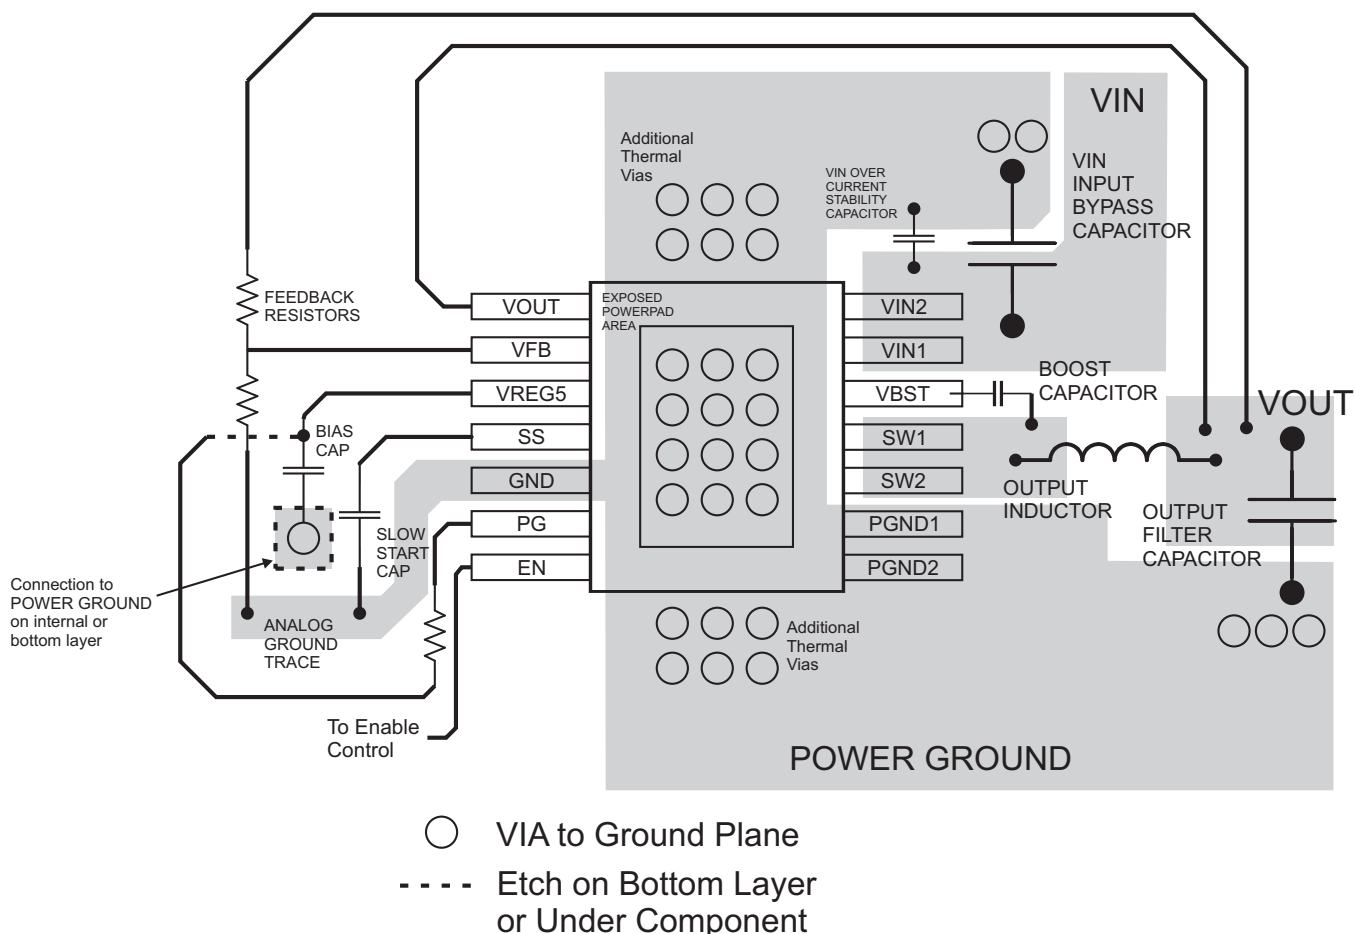 VIN
Additional
Thermal
Vias
VIN OVER
CURRENT
STABILITY
CAPACITOR
VIN
INPUT
BYPASS
CAPACITOR
FEEDBACK
RESISTORS
EXPOSED
POWERPAD
AREA
VOUT
VFB
VREG5
SS
GND
PG
EN
VIN2
VIN1
VBST
SW1
SW2
PGND1
PGND2
BOOST
CAPACITOR
VOUT
BIAS
CAP
SLOW
START
CAP
OUTPUT
INDUCTOR
OUTPUT
FILTER
CAPACITOR
Connection to
POWER GROUND
on internal or
bottom layer
ANALOG
GROUND
TRACE
Additional
Thermal
Vias
To Enable
Control
POWER GROUND
VIA to Ground Plane
Etch on Bottom Layer
or Under Component